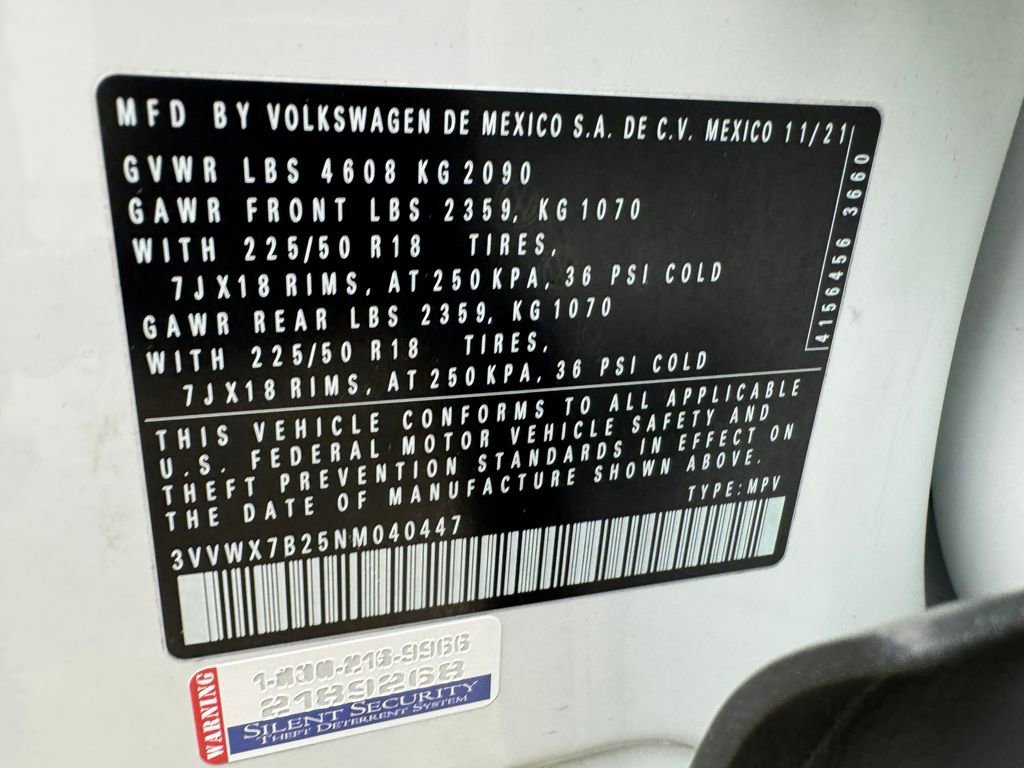 MFD BY VOLKSWAGEN DE MEXICO S.A. DE C.V. MEXICO 11/21
GVWR LBS 4608 KG 2090
GAWR FRONT LBS 2359, KG 1070
WITH 225/50 R18 TIRES,
7JX18 RIMS, AT 250 KPA, 36 PSI COLD
GAWR REAR LBS 2359, KG 1070
WITH 225/50 R18 TIRES,
7JX18 RIMS, AT 250 KPA, 36 PSI COLD
4156456 3660
THIS VEHICLE CONFORMS TO ALL APPLICABLE
U.S. FEDERAL MOTOR VEHICLE SAFETY AND
THEFT PREVENTION STANDARDS IN EFFECT ON
THE DATE OF MANUFACTURE SHOWN ABOVE.
TYPE: MPV
3VVWX7B25NM040447
WARNING
2189268
SILENT SECURITY
THEFT DETERRENT SYSTEM